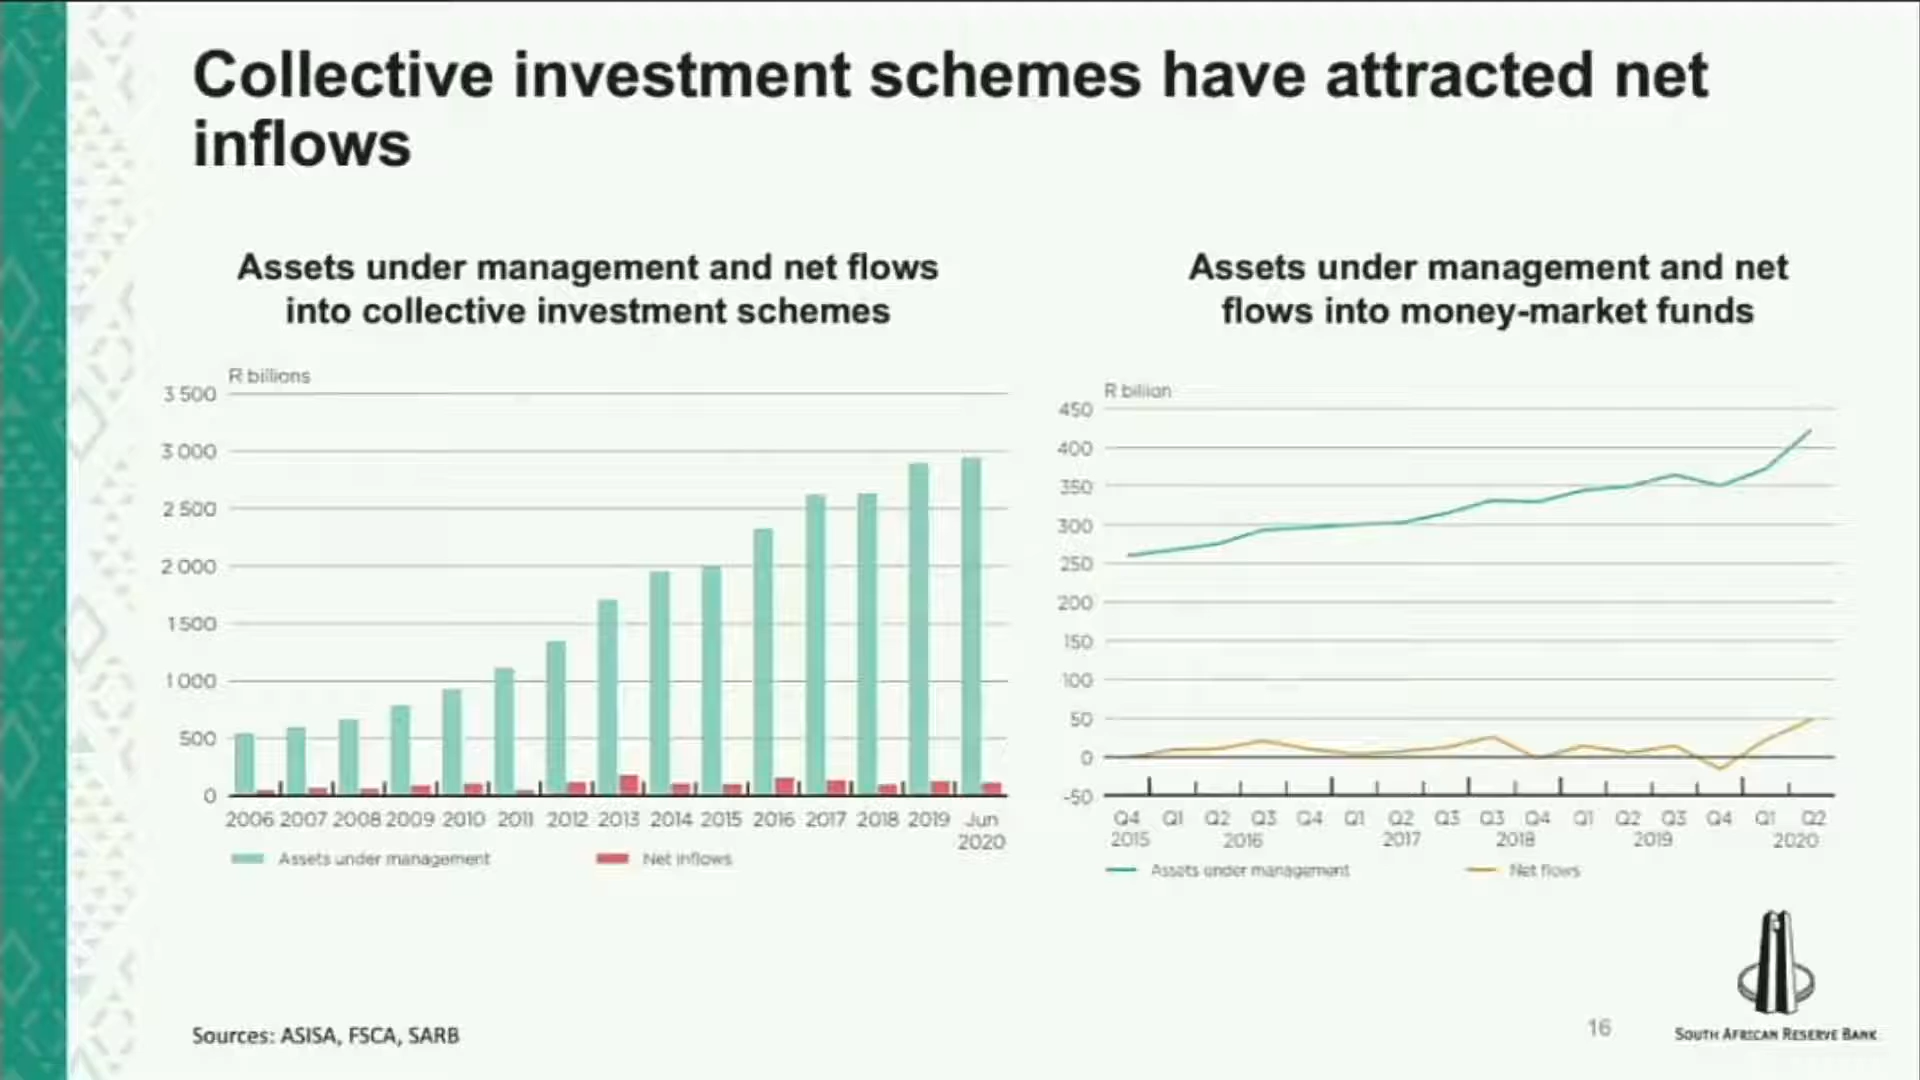 Collective investment schemes have attracted net
inflows
Assets under management and net flows
into collective investment schemes
R billions
3 500
3 000
2 500
2 000
1 500
1 000
500
0
2006 2007 2008 2009 2010 2011 2012 2013 2014 2015 2016 2017 2018 2019 Jun
2020
Assets under management
Net inflows
Assets under management and net
flows into money-market funds
R billion
450
400
350
300
250
200
150
100
50
0
-50
Q4 Q1 Q2 Q3 Q4 Q1 Q2 Q3 Q3 Q4 Q1 Q2 Q3 Q4 Q1 Q2
2015 2016 2017 2018 2019 2020
Assets under management
Net flows
Sources: ASISA, FSCA, SARB
16
SOUTH AFRICAN RESERVE BANK